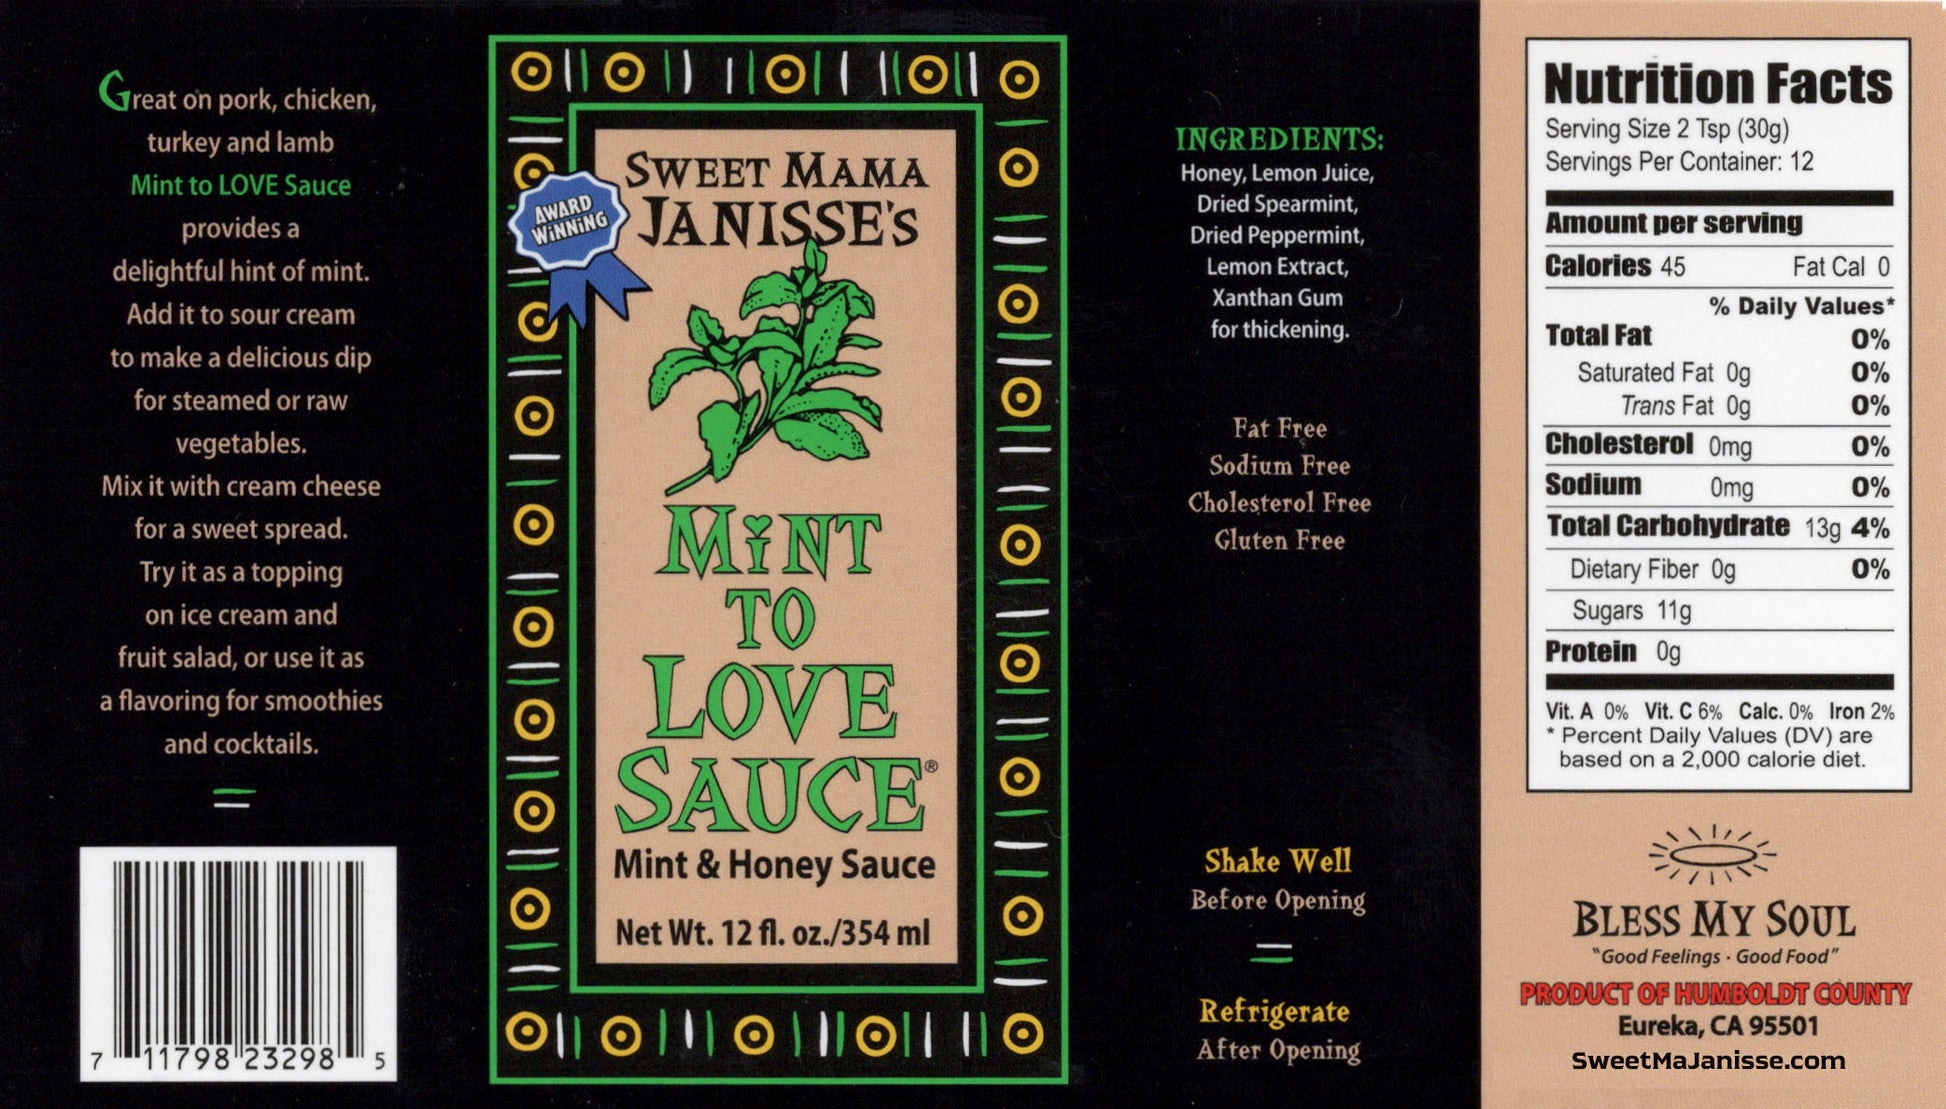 Great on pork, chicken,
turkey and lamb
Mint to LOVE Sauce
provides a
delightful hint of mint.
Add it to sour cream
to make a delicious dip
for steamed or raw
vegetables.
Mix it with cream cheese
for a sweet spread.
Try it as a topping
on ice cream and
fruit salad, or use it as
a flavoring for smoothies
and cocktails.
7 11798 23298 5
AWARD
WiNNiNG
SWEET MAMA
JANISSE'S
MiNT
TO
LOVE
SAUCE®
Mint & Honey Sauce
Net Wt. 12 fl. oz./354 ml
INGREDIENTS:
Honey, Lemon Juice,
Dried Spearmint,
Dried Peppermint,
Lemon Extract,
Xanthan Gum
for thickening.
Fat Free
Sodium Free
Cholesterol Free
Gluten Free
Shake Well
Before Opening
Refrigerate
After Opening
Nutrition Facts
Serving Size 2 Tsp (30g)
Servings Per Container: 12
Amount per serving
Calories 45 Fat Cal 0
% Daily Values*
Total Fat 0%
Saturated Fat 0g 0%
Trans Fat 0g 0%
Cholesterol 0mg 0%
Sodium 0mg 0%
Total Carbohydrate 13g 4%
Dietary Fiber 0g 0%
Sugars 11g
Protein 0g
Vit. A 0% Vit. C 6% Calc. 0% Iron 2%
* Percent Daily Values (DV) are
based on a 2,000 calorie diet.
BLESS MY SOUL
"Good Feelings · Good Food"
PRODUCT OF HUMBOLDT COUNTY
Eureka, CA 95501
SweetMaJanisse.com